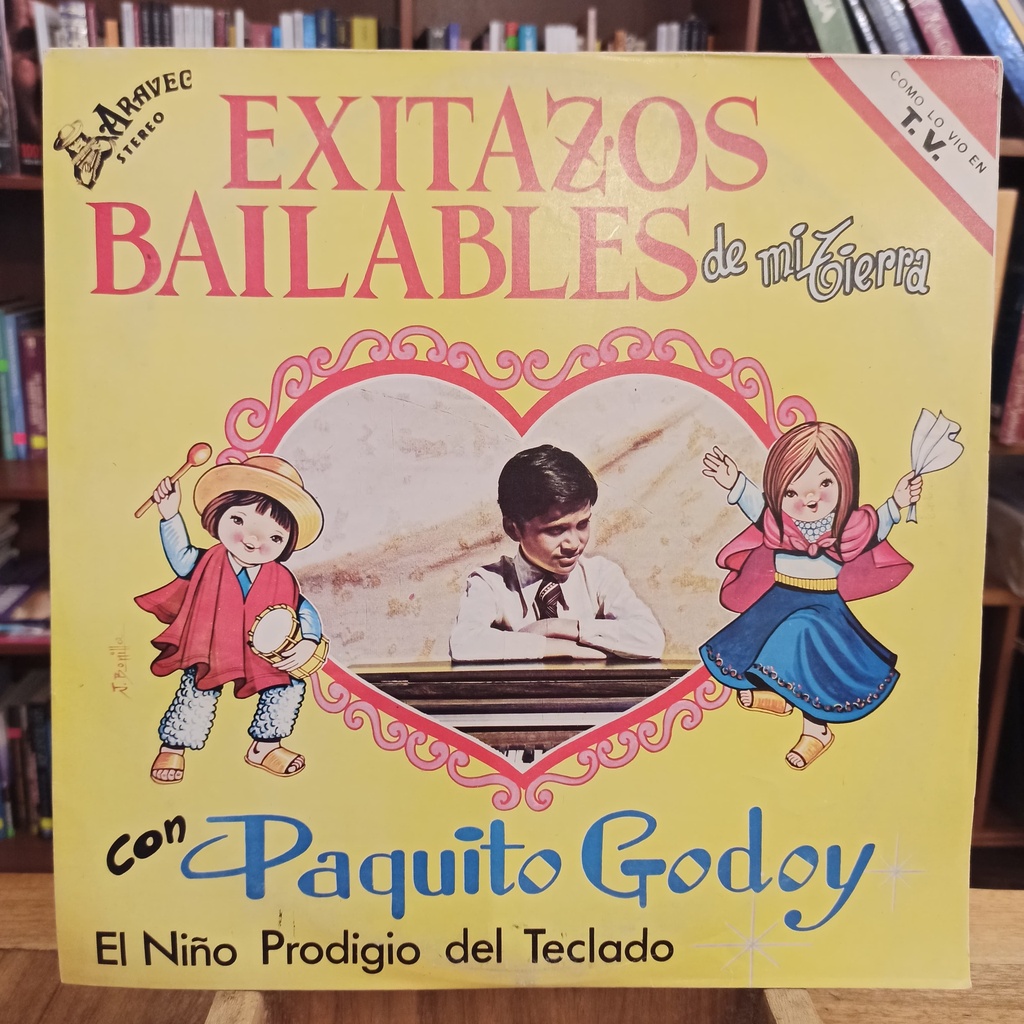 ARAVEC
STEREO
COMO LO VIO EN
T.V.
EXITAZOS
BAILABLES de mi Tierra
J. Bonilla
con Paquito Godoy
El Niño Prodigio del Teclado